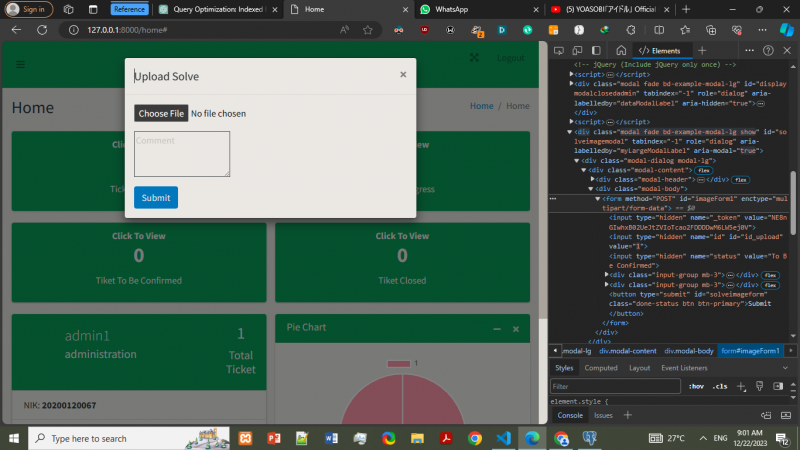 Sign in
Reference
Query Optimization: Indexed
Home
WhatsApp
(5) YOASOBI「アイドル」 Official
127.0.0.1:8000/home#
Logout
Home
Home / Home
Upload Solve
×
Choose File No file chosen
Comment
Submit
Click To View
0
Tiket To Be Confirmed
Click To View
0
Tiket Closed
admin1
administration
1
Total
Ticket
NIK: 20200120067
Pie Chart
1
Elements
<!-- jQuery (Include jQuery only once) -->
<script>…</script>
<div class="modal fade bd-example-modal-lg" id="display
modalclosedadmin" tabindex="-1" role="dialog" aria-
labelledby="dataModalLabel" aria-hidden="true">…
</div>
<script>…</script>
<div class="modal fade bd-example-modal-lg show" id="so
lveimagemodal" tabindex="-1" role="dialog" aria-
labelledby="myLargeModalLabel" aria-modal="true">
<div class="modal-dialog modal-lg">
<div class="modal-content"> flex
<div class="modal-header">…</div> flex
<div class="modal-body">
<form method="POST" id="imageForm1" enctype="mul
tipart/form-data"> == $0
<input type="hidden" name="_token" value=
<input type="hidden" name="id" id="id_upload"
value="1">
<input type="hidden" name="status" value="To B
e Confirmed">
<div class="input-group mb-3">…</div> flex
<div class="input-group mb-3">…</div> flex
<button type="submit" id="solveimageform"
class="done-status btn btn-primary">Submit
</button>
</form>
</div>
</div>
.modal-lg div.modal-content div.modal-body form#imageForm1
Styles Computed Layout Event Listeners
Filter
:hov .cls
element.style {
Console Issues
Type here to search
27°C
ENG
9:01 AM
12/22/2023
12